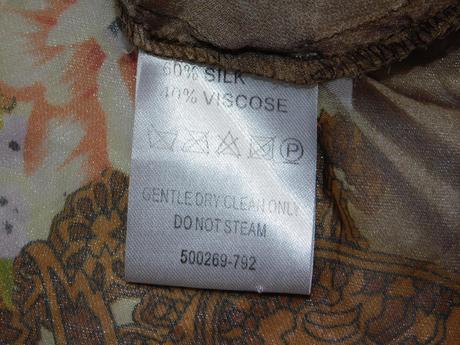 60% SILK
40% VISCOSE
P
GENTLE DRY CLEAN ONLY
DO NOT STEAM
500269-792